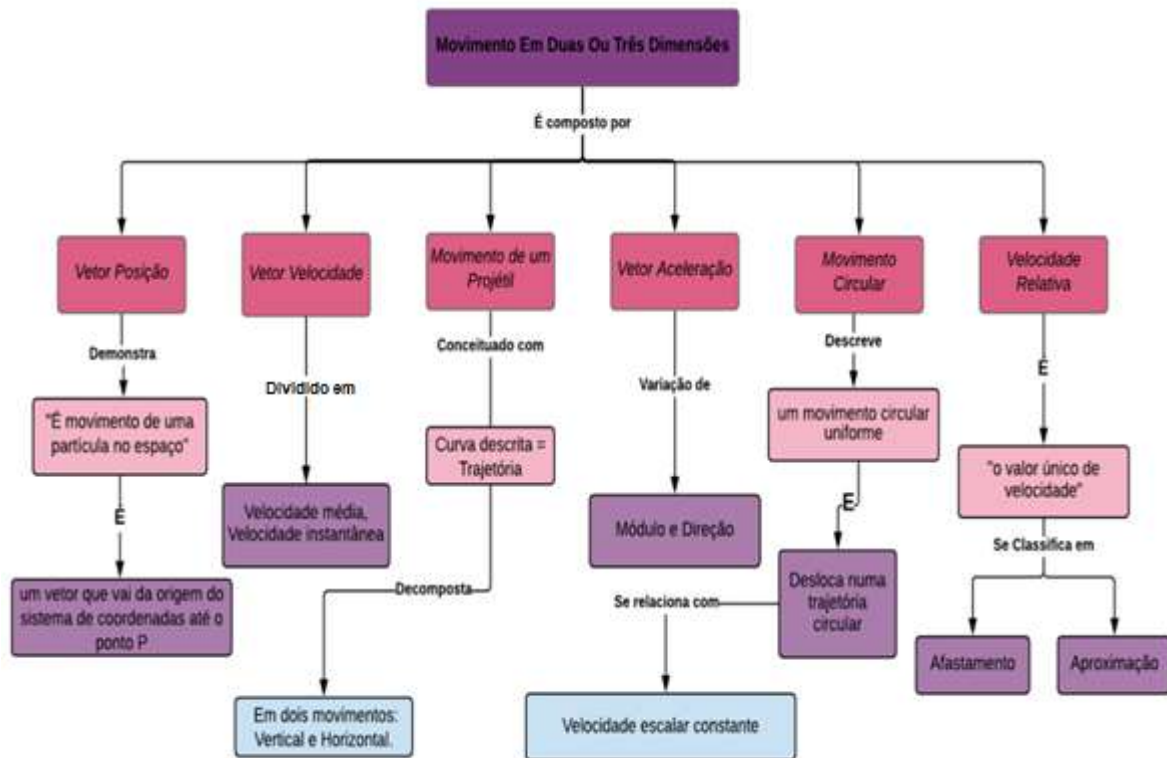 Movimento Em Duas Ou Três Dimensões
É composto por
Vetor Posição
Vetor Velocidade
Movimento de um
Projétil
Vetor Aceleração
Movimento
Circular
Velocidade
Relativa
Demonstra
Dividido em
Conceituado com
Variação de
Descreve
É
"É movimento de uma
partícula no espaço"
Curva descrita =
Trajetória
um movimento circular
uniforme
"o valor único de
velocidade"
É
Velocidade média,
Velocidade instantânea
Módulo e Direção
E
Se Classifica em
um vetor que vai da origem do
sistema de coordenadas até o
ponto P
Decomposta
Se relaciona com
Desloca numa
trajetória
circular
Afastamento
Aproximação
Em dois movimentos:
Vertical e Horizontal.
Velocidade escalar constante